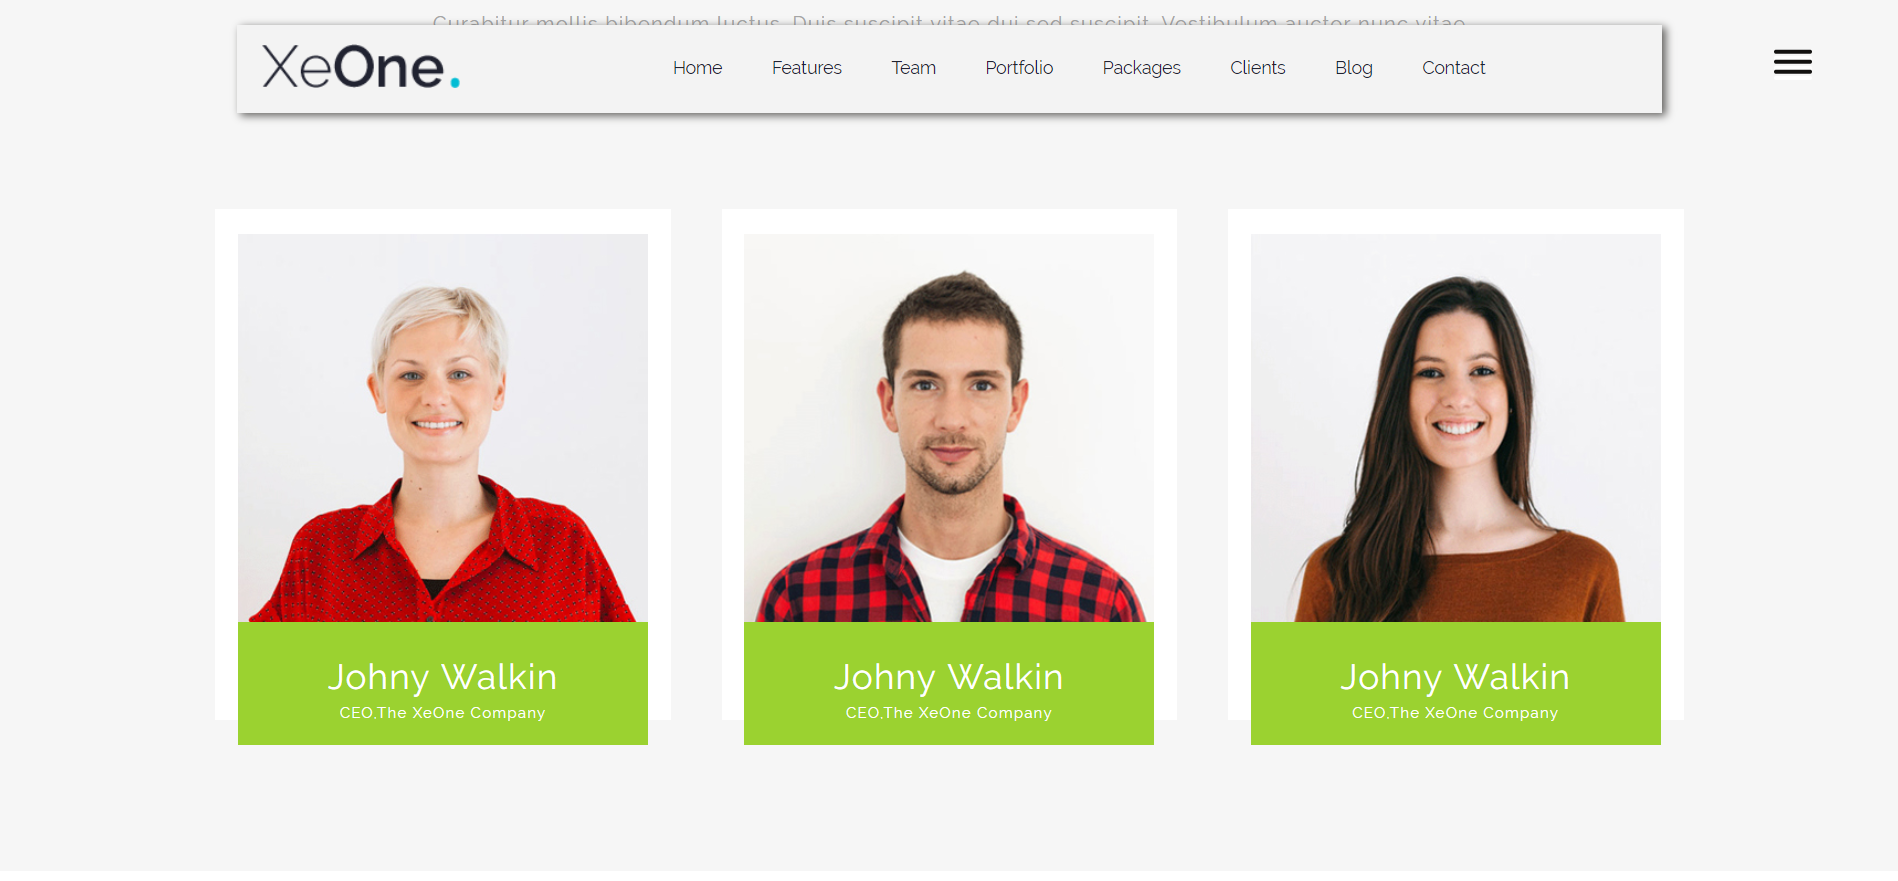 Curabitur mollis bibendum luctus. Duis suscipit vitae dui sed suscipit. Vestibulum auctor nunc vitae
XeOne.
Home Features Team Portfolio Packages Clients Blog Contact
Johny Walkin
CEO,The XeOne Company
Johny Walkin
CEO,The XeOne Company
Johny Walkin
CEO,The XeOne Company